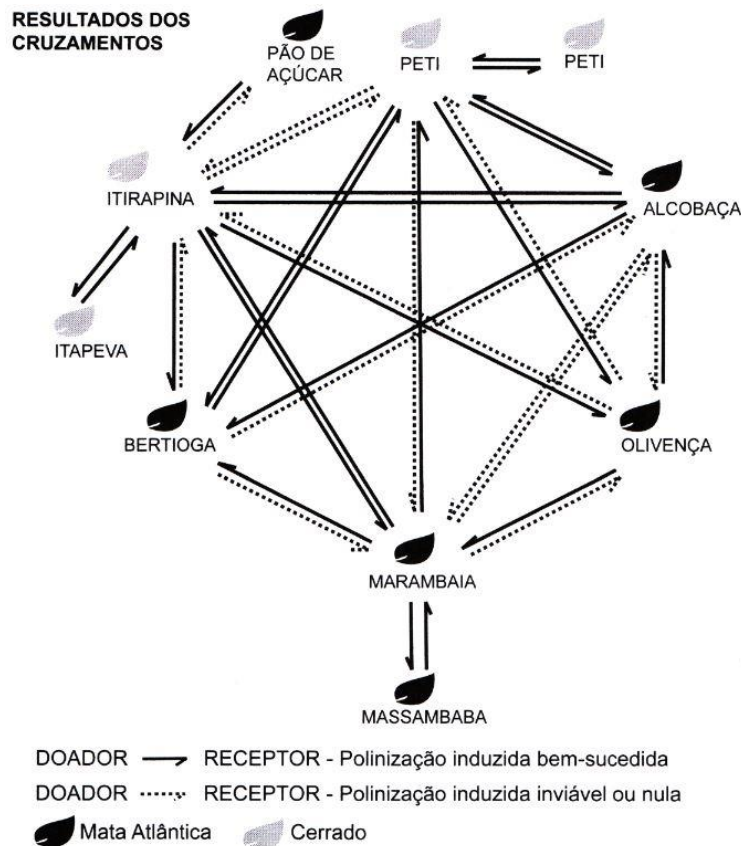 RESULTADOS DOS
CRUZAMENTOS
PÃO DE
AÇÚCAR
PETI
PETI
ITIRAPINA
ALCOBAÇA
ITAPEVA
BERTIOGA
OLIVENÇA
MARAMBAIA
MASSAMBABA
DOADOR RECEPTOR - Polinização induzida bem-sucedida
DOADOR RECEPTOR - Polinização induzida inviável ou nula
Mata Atlântica Cerrado